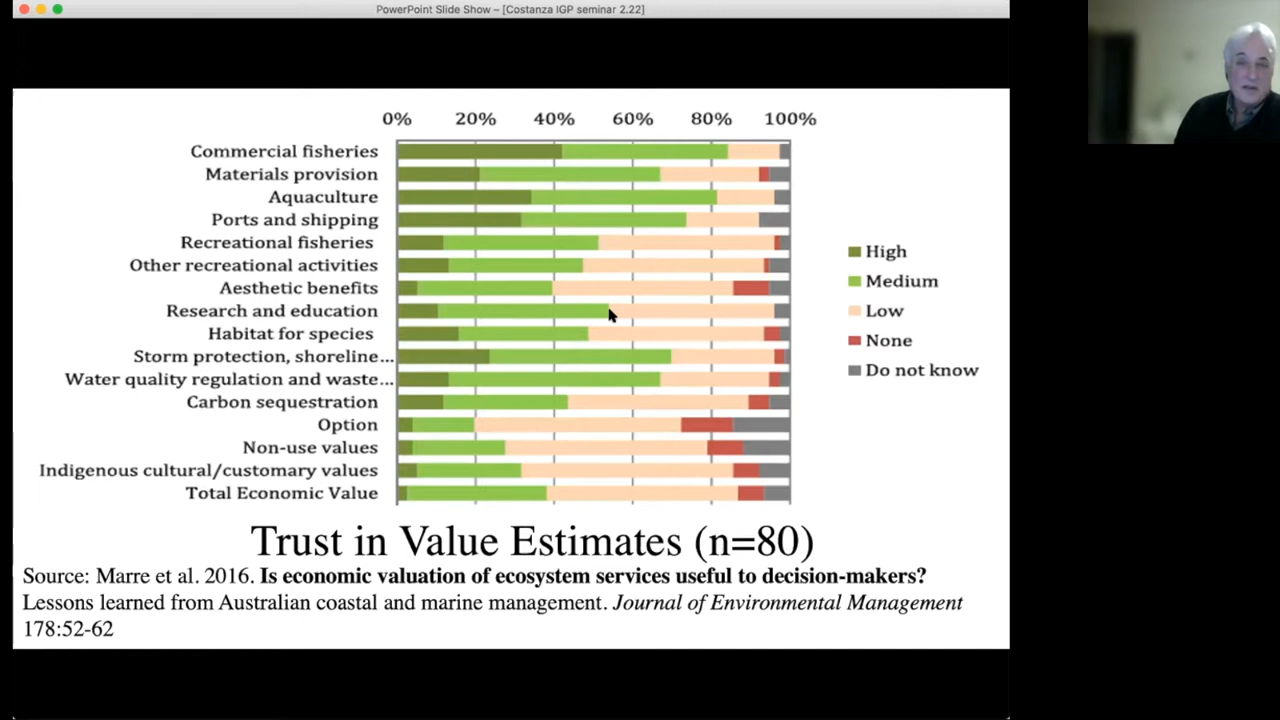 PowerPoint Slide Show – [Costanza IGP seminar 2.22]
0% 20% 40% 60% 80% 100%
Commercial fisheries
Materials provision
Aquaculture
Ports and shipping
Recreational fisheries
Other recreational activities
Aesthetic benefits
Research and education
Habitat for species
Storm protection, shoreline...
Water quality regulation and waste...
Carbon sequestration
Option
Non-use values
Indigenous cultural/customary values
Total Economic Value
High
Medium
Low
None
Do not know
Trust in Value Estimates (n=80)
Source: Marre et al. 2016. Is economic valuation of ecosystem services useful to decision-makers?
Lessons learned from Australian coastal and marine management. Journal of Environmental Management
178:52-62